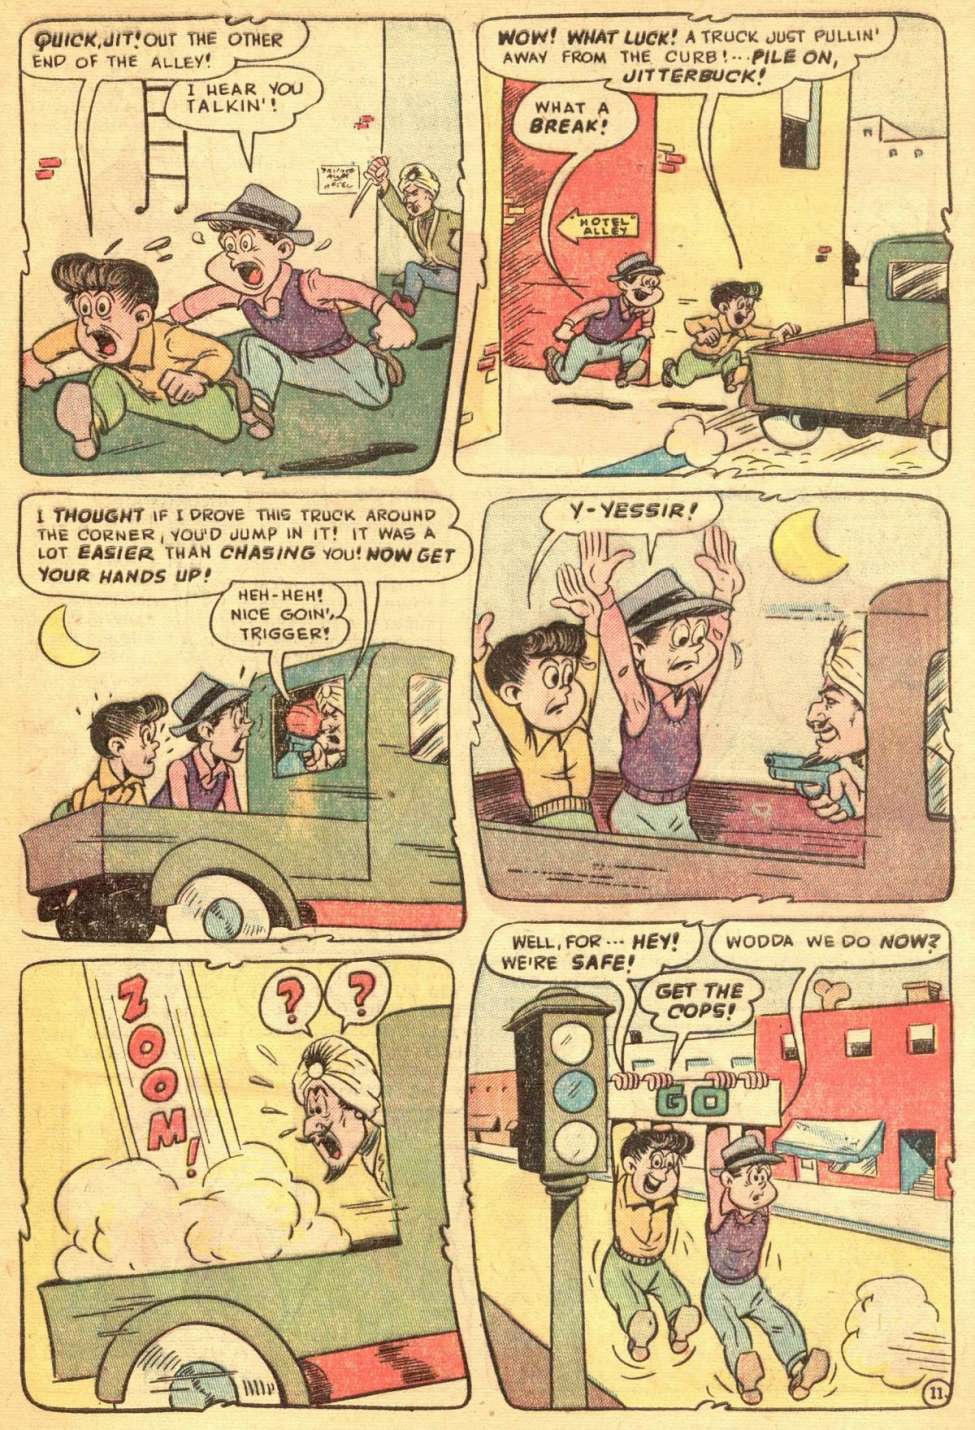 QUICK, JIT! OUT THE OTHER
END OF THE ALLEY!
I HEAR YOU
TALKIN'!
WOW! WHAT LUCK! A TRUCK JUST PULLIN'
AWAY FROM THE CURB!... PILE ON,
JITTERBUCK!
WHAT A
BREAK!
"HOTEL"
ALLEY
I THOUGHT IF I DROVE THIS TRUCK AROUND
THE CORNER, YOU'D JUMP IN IT! IT WAS A
LOT EASIER THAN CHASING YOU! NOW GET
YOUR HANDS UP!
HEH-HEH!
NICE GOIN',
TRIGGER!
Y-YESSIR!
ZOOM!
?
?
WELL, FOR... HEY!
WE'RE SAFE!
WODDA WE DO NOW?
GET THE
COPS!
GO
11